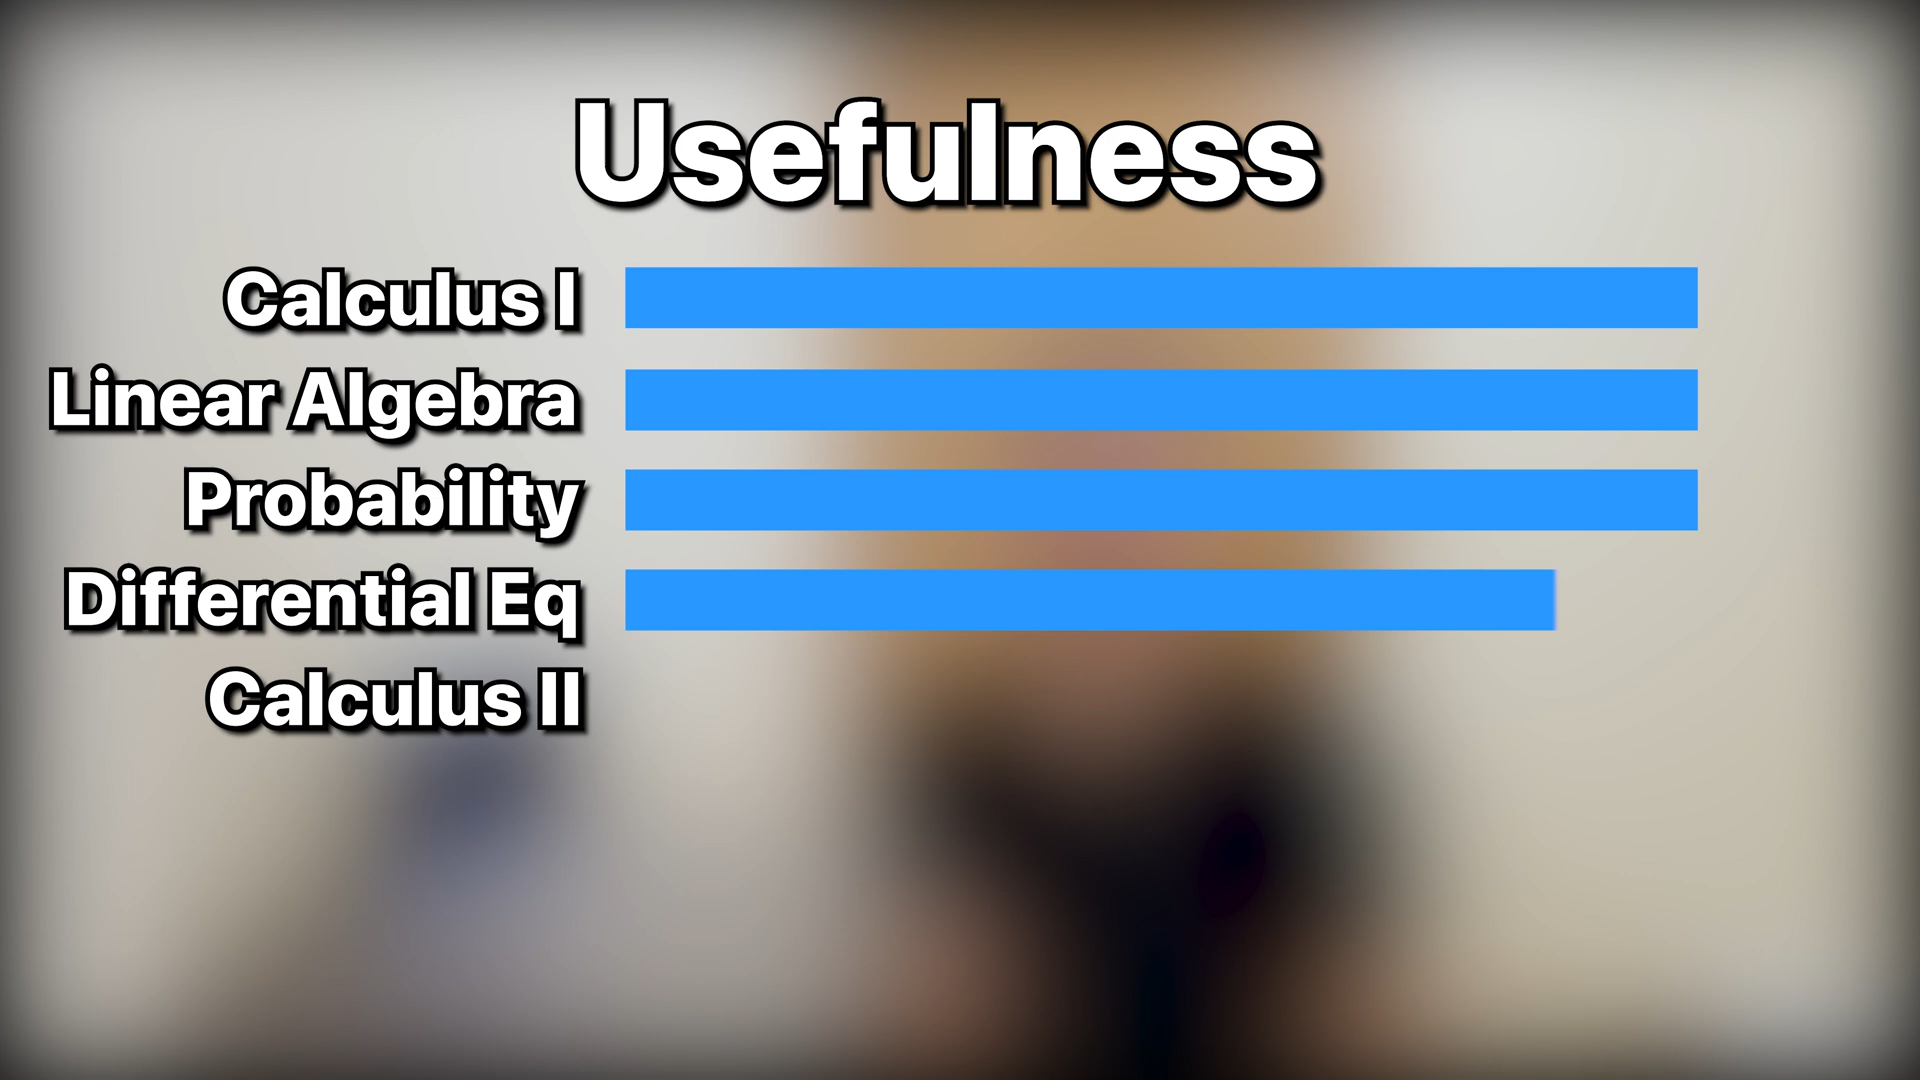 Usefulness
Calculus I
Linear Algebra
Probability
Differential Eq
Calculus II